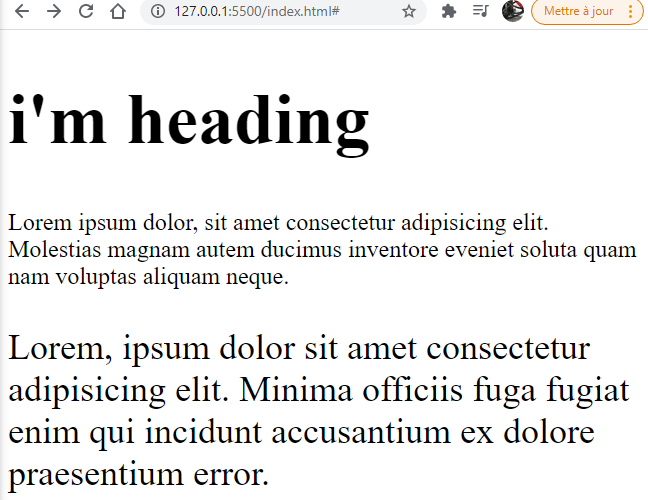 127.0.0.1:5500/index.html#
Mettre à jour
i'm heading
Lorem ipsum dolor, sit amet consectetur adipisicing elit.
Molestias magnam autem ducimus inventore eveniet soluta quam
nam voluptas aliquam neque.
Lorem, ipsum dolor sit amet consectetur
adipisicing elit. Minima officiis fuga fugiat
enim qui incidunt accusantium ex dolore
praesentium error.